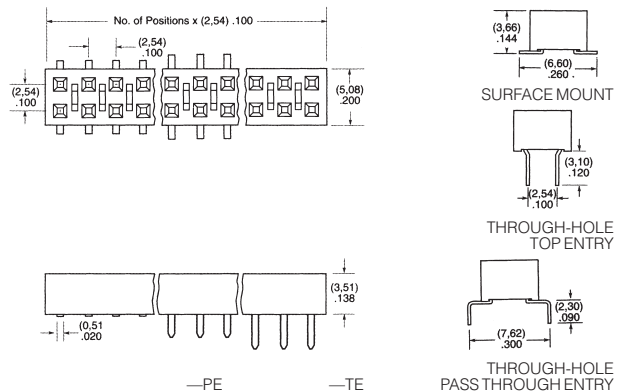 No. of Positions x (2,54) .100
(2,54)
.100
(2,54)
.100
(5,08)
.200
(3,66)
.144
(6,60)
.260
SURFACE MOUNT
(3,10)
.120
(2,54)
.100
THROUGH-HOLE
TOP ENTRY
(3,51)
.138
(0,51
.020
—PE
—TE
(2,30)
.090
(7,62)
.300
THROUGH-HOLE
PASS THROUGH ENTRY